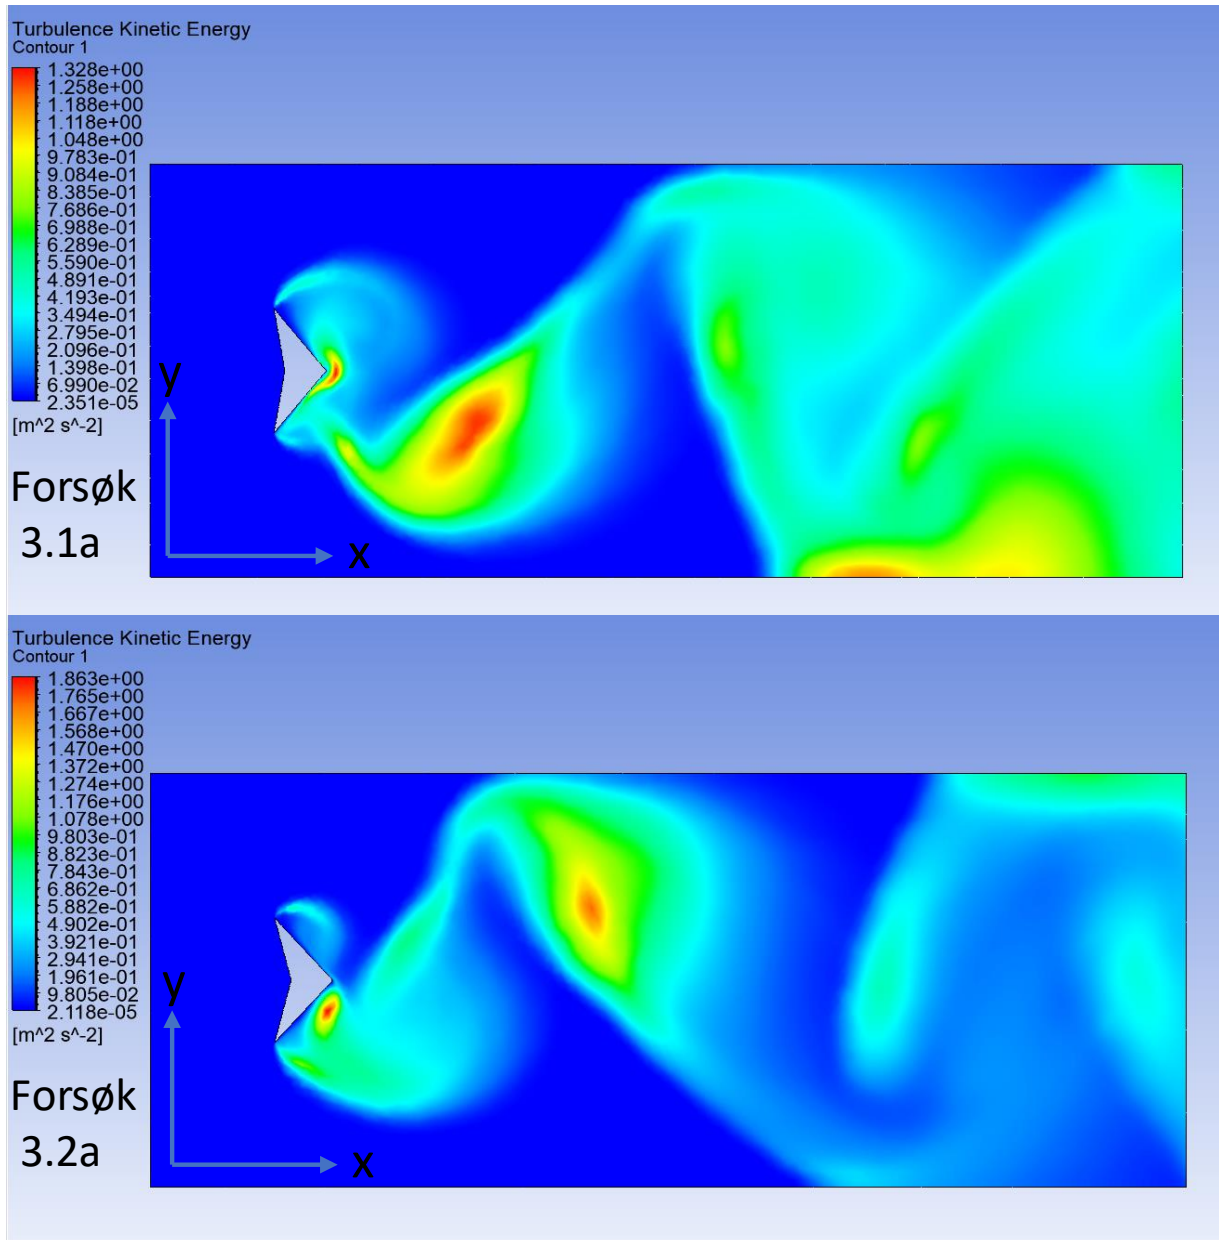 Turbulence Kinetic Energy
Contour 1
1.328e+00
1.258e+00
1.188e+00
1.118e+00
1.048e+00
9.783e-01
9.084e-01
8.385e-01
7.686e-01
6.988e-01
6.289e-01
5.590e-01
4.891e-01
4.193e-01
3.494e-01
2.795e-01
2.096e-01
1.398e-01
6.990e-02
2.351e-05
[m^2 s^-2]
y
x
Forsøk
3.1a
Turbulence Kinetic Energy
Contour 1
1.863e+00
1.765e+00
1.667e+00
1.568e+00
1.470e+00
1.372e+00
1.274e+00
1.176e+00
1.078e+00
9.803e-01
8.823e-01
7.843e-01
6.862e-01
5.882e-01
4.902e-01
3.921e-01
2.941e-01
1.961e-01
9.805e-02
2.118e-05
[m^2 s^-2]
y
x
Forsøk
3.2a